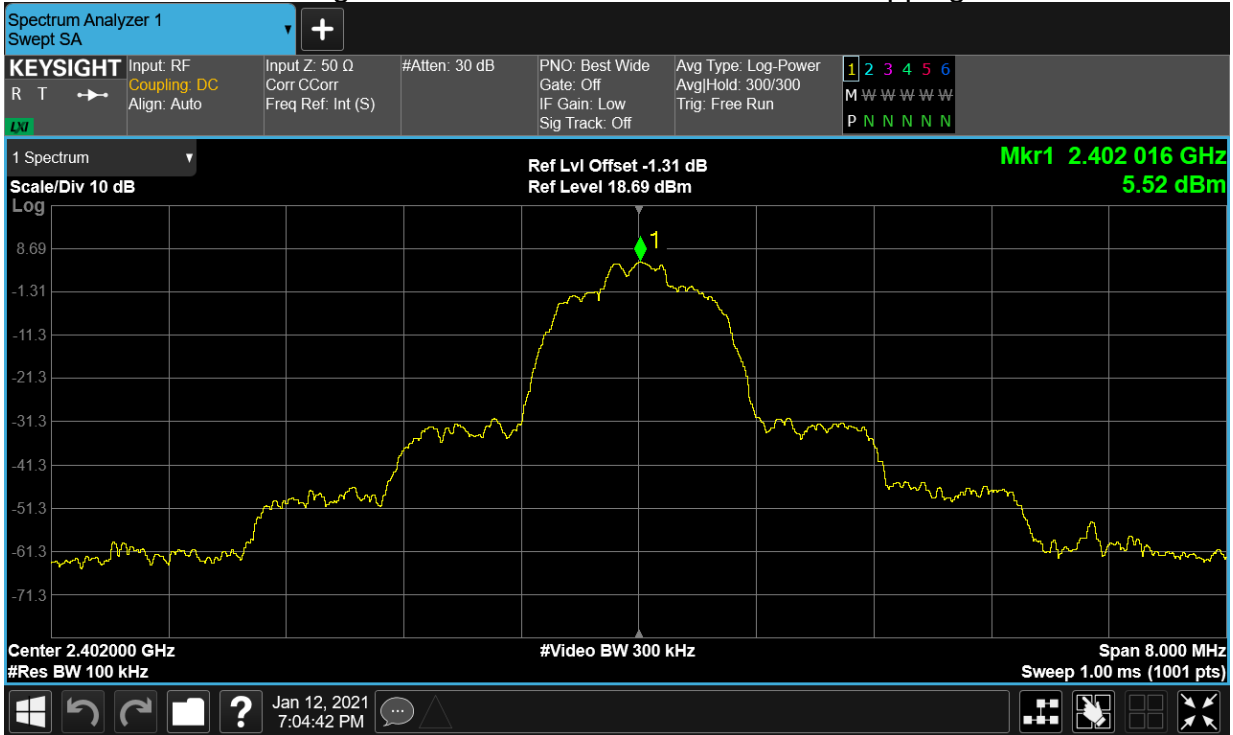 Spectrum Analyzer 1
Swept SA
KEYSIGHT
R T
LXI
Input: RF
Coupling: DC
Align: Auto
Input Z: 50 Ω
Corr CCorr
Freq Ref: Int (S)
#Atten: 30 dB
PNO: Best Wide
Gate: Off
IF Gain: Low
Sig Track: Off
Avg Type: Log-Power
Avg|Hold: 300/300
Trig: Free Run
1 2 3 4 5 6
M W W W W W
P N N N N N
1 Spectrum
Scale/Div 10 dB
Log
Ref Lvl Offset -1.31 dB
Ref Level 18.69 dBm
Mkr1 2.402 016 GHz
5.52 dBm
1
8.69
-1.31
-11.3
-21.3
-31.3
-41.3
-51.3
-61.3
-71.3
Center 2.402000 GHz
#Res BW 100 kHz
#Video BW 300 kHz
Span 8.000 MHz
Sweep 1.00 ms (1001 pts)
?
Jan 12, 2021
7:04:42 PM